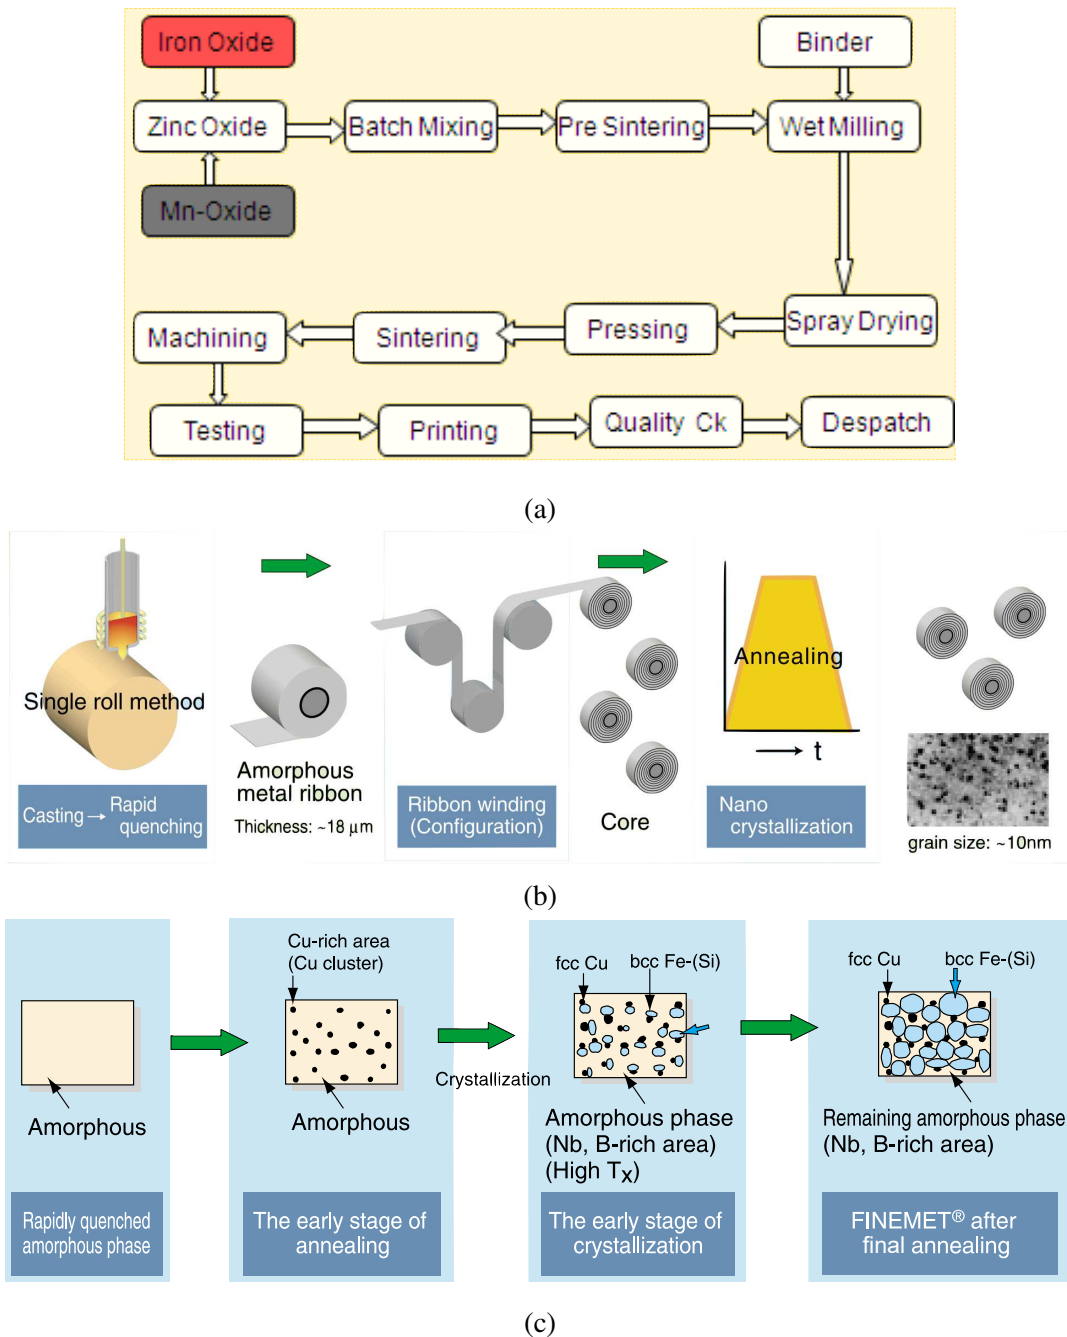 Iron Oxide
Binder
Zinc Oxide
Batch Mixing
Pre Sintering
Wet Milling
Mn-Oxide
Machining
Sintering
Pressing
Spray Drying
Testing
Printing
Quality Ck
Despatch
(a)
Single roll method
Casting → Rapid
quenching
Amorphous
metal ribbon
Thickness: ~18 μm
Ribbon winding
(Configuration)
Core
Annealing
t
Nano
crystallization
grain size: ~10nm
(b)
Amorphous
Rapidly quenched
amorphous phase
Cu-rich area
(Cu cluster)
Amorphous
The early stage of
annealing
Crystallization
fcc Cu
bcc Fe-(Si)
Amorphous phase
(Nb, B-rich area)
(High Tx)
The early stage of
crystallization
fcc Cu
bcc Fe-(Si)
Remaining amorphous phase
(Nb, B-rich area)
FINEMET® after
final annealing
(c)